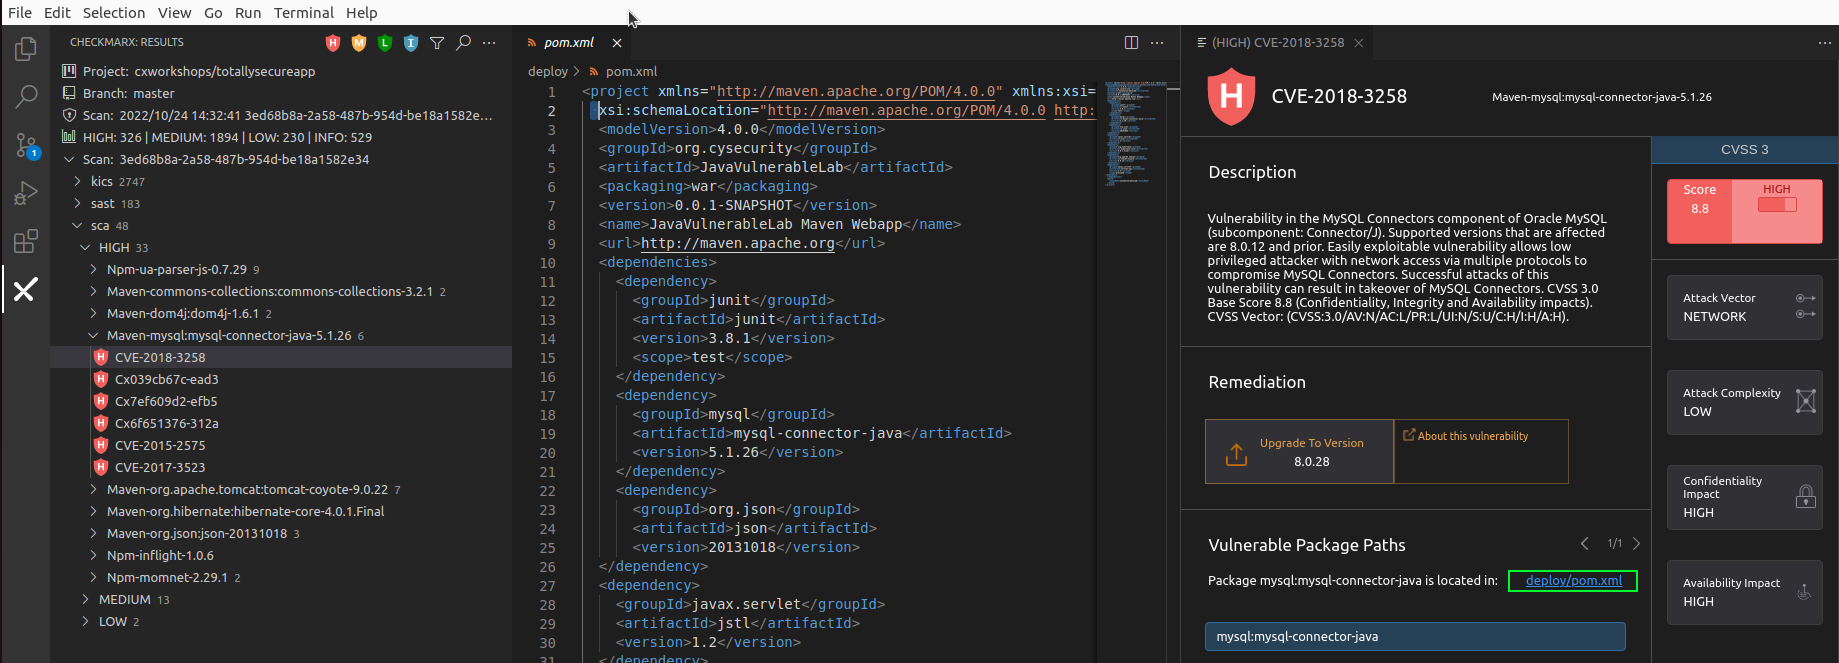 File Edit Selection View Go Run Terminal Help
CHECKMARX: RESULTS
H M L I
Project: cxworkshops/totallysecureapp
Branch: master
Scan: 2022/10/24 14:32:41 3ed68b8a-2a58-487b-954d-be18a1582e...
HIGH: 326 | MEDIUM: 1894 | LOW: 230 | INFO: 529
Scan: 3ed68b8a-2a58-487b-954d-be18a1582e34
1
kics 2747
sast 183
sca 48
HIGH 33
Npm-ua-parser-js-0.7.29 9
Maven-commons-collections:commons-collections-3.2.1 2
Maven-dom4j:dom4j-1.6.1 2
Maven-mysql:mysql-connector-java-5.1.26 6
H CVE-2018-3258
H Cx039cb67c-ead3
H Cx7ef609d2-efb5
H Cx6f651376-312a
H CVE-2015-2575
H CVE-2017-3523
Maven-org.apache.tomcat:tomcat-coyote-9.0.22 7
Maven-org.hibernate:hibernate-core-4.0.1.Final
Maven-org.json:json-20131018 3
Npm-inflight-1.0.6
Npm-momnet-2.29.1 2
MEDIUM 13
LOW 2
pom.xml
deploy > pom.xml
1 <project xmlns="http://maven.apache.org/POM/4.0.0" xmlns:xsi=
2 xsi:schemaLocation="http://maven.apache.org/POM/4.0.0 http:
3 <modelVersion>4.0.0</modelVersion>
4 <groupId>org.cysecurity</groupId>
5 <artifactId>JavaVulnerableLab</artifactId>
6 <packaging>war</packaging>
7 <version>0.0.1-SNAPSHOT</version>
8 <name>JavaVulnerableLab Maven Webapp</name>
9 <url>http://maven.apache.org</url>
10 <dependencies>
11 <dependency>
12 <groupId>junit</groupId>
13 <artifactId>junit</artifactId>
14 <version>3.8.1</version>
15 <scope>test</scope>
16 </dependency>
17 <dependency>
18 <groupId>mysql</groupId>
19 <artifactId>mysql-connector-java</artifactId>
20 <version>5.1.26</version>
21 </dependency>
22 <dependency>
23 <groupId>org.json</groupId>
24 <artifactId>json</artifactId>
25 <version>20131018</version>
26 </dependency>
27 <dependency>
28 <groupId>javax.servlet</groupId>
29 <artifactId>jstl</artifactId>
30 <version>1.2</version>
31 </dependency>
(HIGH) CVE-2018-3258
H CVE-2018-3258
Maven-mysql:mysql-connector-java-5.1.26
Description
Vulnerability in the MySQL Connectors component of Oracle MySQL
(subcomponent: Connector/J). Supported versions that are affected
are 8.0.12 and prior. Easily exploitable vulnerability allows low
privileged attacker with network access via multiple protocols to
compromise MySQL Connectors. Successful attacks of this
vulnerability can result in takeover of MySQL Connectors. CVSS 3.0
Base Score 8.8 (Confidentiality, Integrity and Availability impacts).
CVSS Vector: (CVSS:3.0/AV:N/AC:L/PR:L/UI:N/S:U/C:H/I:H/A:H).
Remediation
Upgrade To Version
8.0.28
About this vulnerability
Vulnerable Package Paths
1/1
Package mysql:mysql-connector-java is located in: deploy/pom.xml
mysql:mysql-connector-java
CVSS 3
Score
8.8
HIGH
Attack Vector
NETWORK
Attack Complexity
LOW
Confidentiality
Impact
HIGH
Availability Impact
HIGH